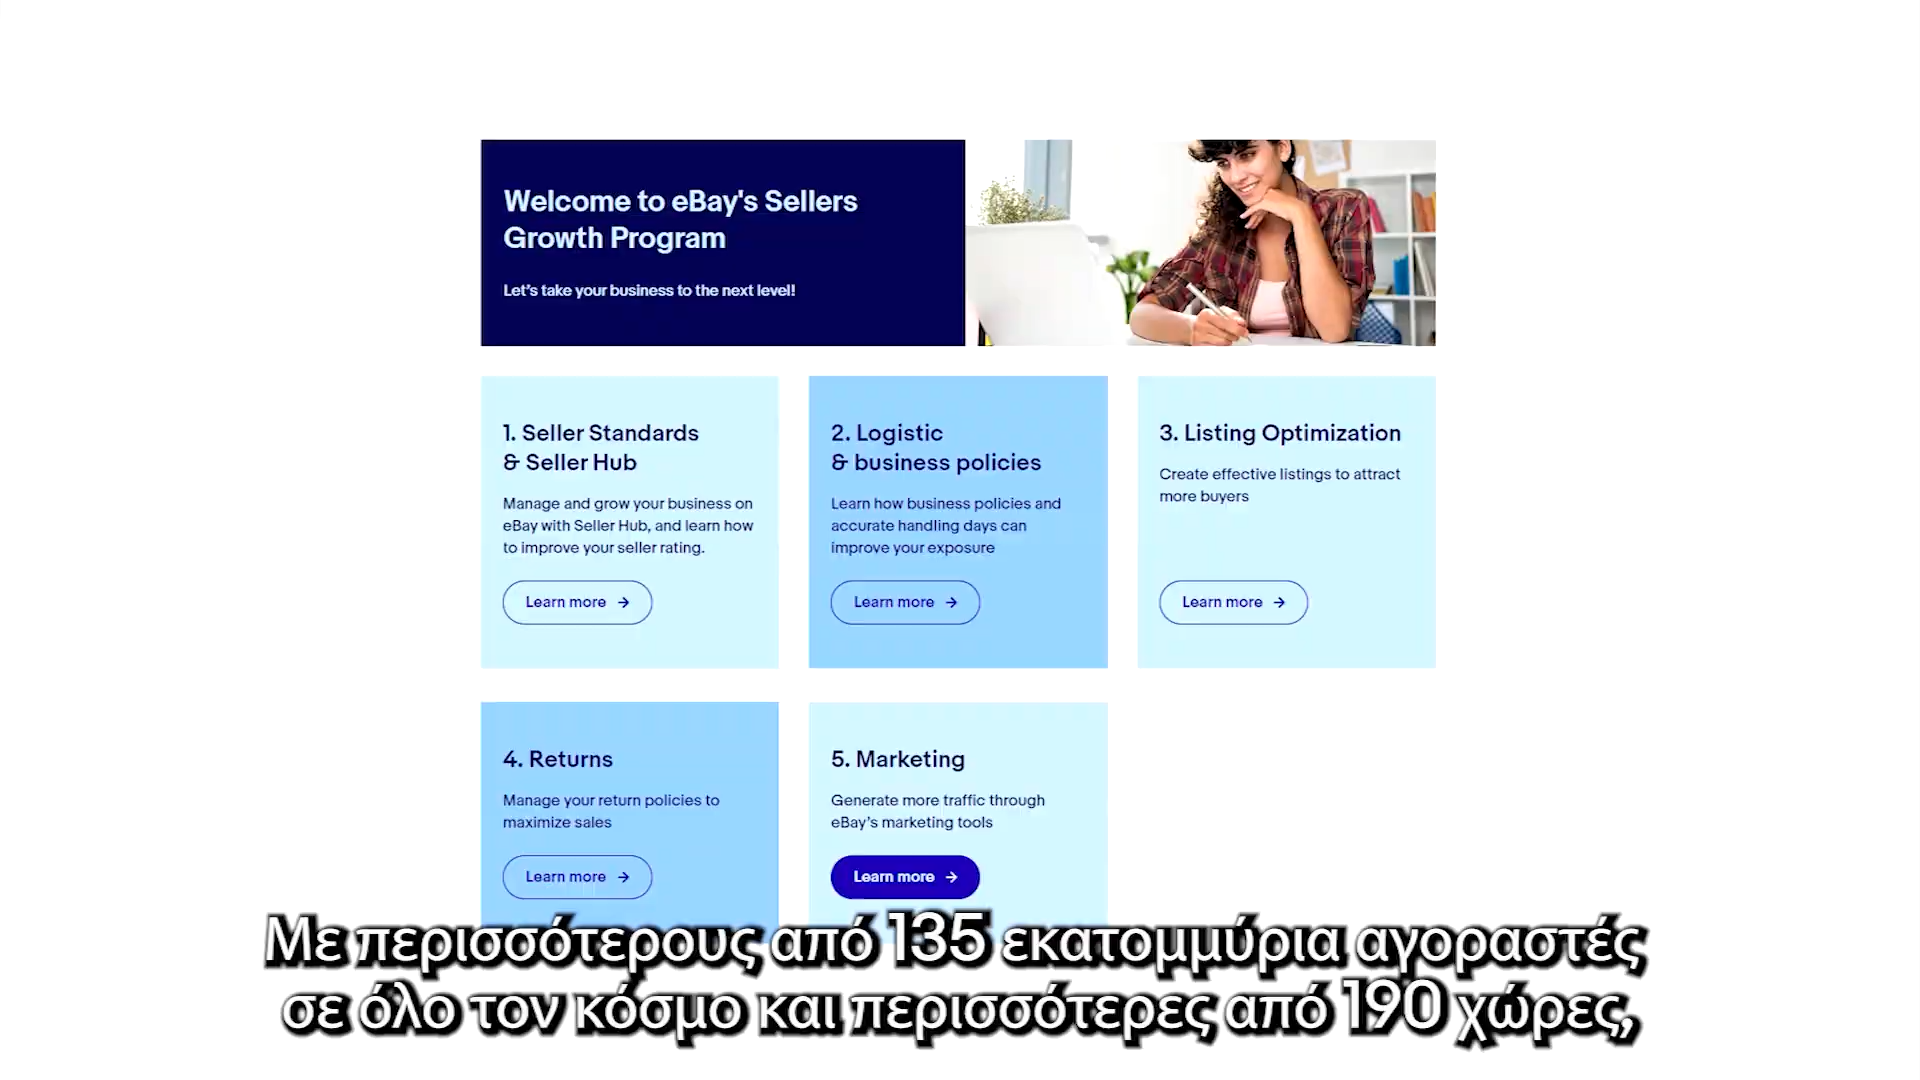 Welcome to eBay's Sellers
Growth Program
Let's take your business to the next level!
1. Seller Standards
& Seller Hub
Manage and grow your business on
eBay with Seller Hub, and learn how
to improve your seller rating.
Learn more →
2. Logistic
& business policies
Learn how business policies and
accurate handling days can
improve your exposure
Learn more →
3. Listing Optimization
Create effective listings to attract
more buyers
Learn more →
4. Returns
Manage your return policies to
maximize sales
Learn more →
5. Marketing
Generate more traffic through
eBay's marketing tools
Learn more →
Με περισσότερους από 135 εκατομμύρια αγοραστές
σε όλο τον κόσμο και περισσότερες από 190 χώρες,